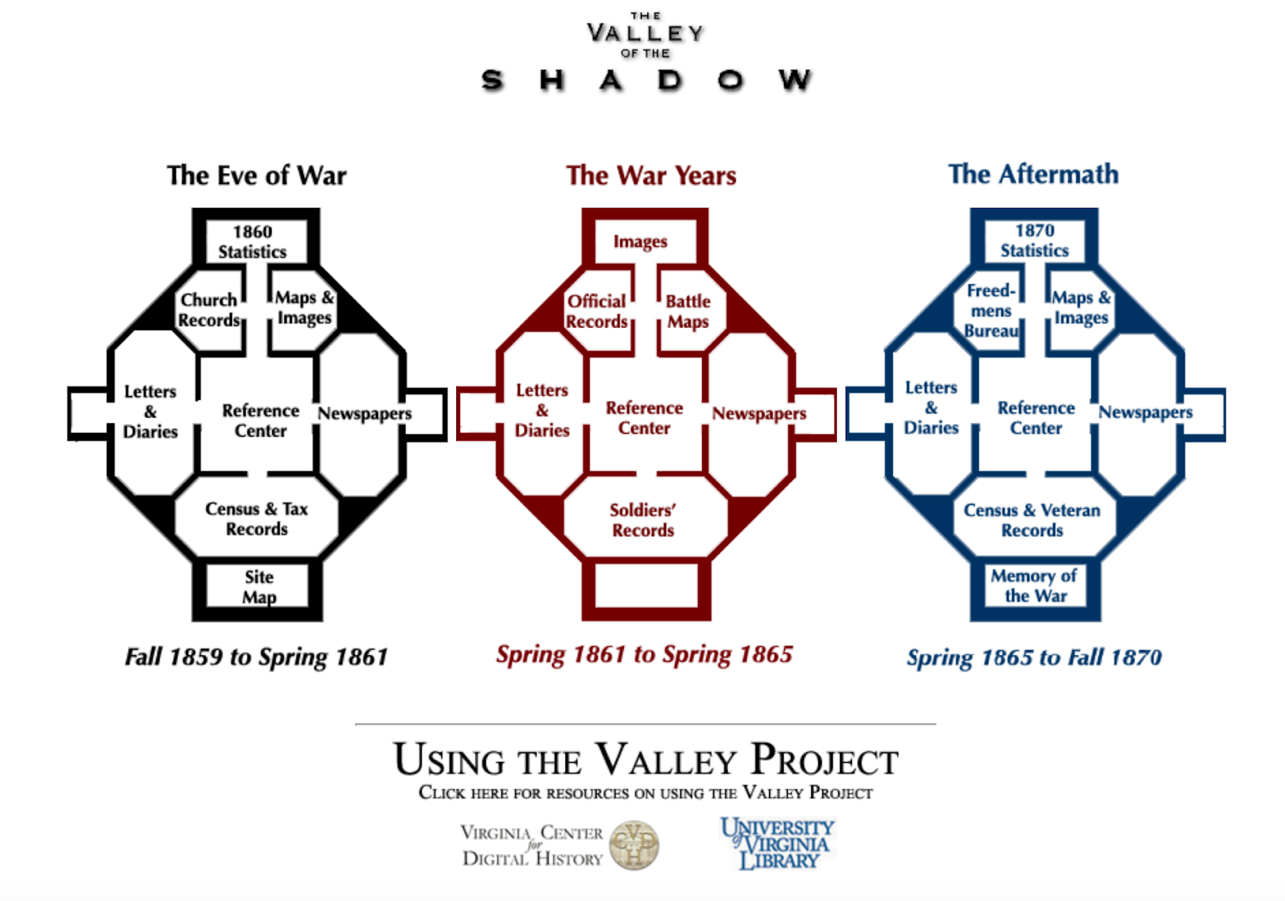 THE
VALLEY
OF THE
SHADOW
The Eve of War
1860
Statistics
Church
Records
Maps &
Images
Letters
&
Diaries
Reference
Center
Newspapers
Census & Tax
Records
Site
Map
Fall 1859 to Spring 1861
The War Years
Images
Official
Records
Battle
Maps
Letters
&
Diaries
Reference
Center
Newspapers
Soldiers'
Records
Spring 1861 to Spring 1865
The Aftermath
1870
Statistics
Freed-
mens
Bureau
Maps &
Images
Letters
&
Diaries
Reference
Center
Newspapers
Census & Veteran
Records
Memory of
the War
Spring 1865 to Fall 1870
USING THE VALLEY PROJECT
CLICK HERE FOR RESOURCES ON USING THE VALLEY PROJECT
VIRGINIA CENTER
for
DIGITAL HISTORY
VCDH
UNIVERSITY
of VIRGINIA
LIBRARY